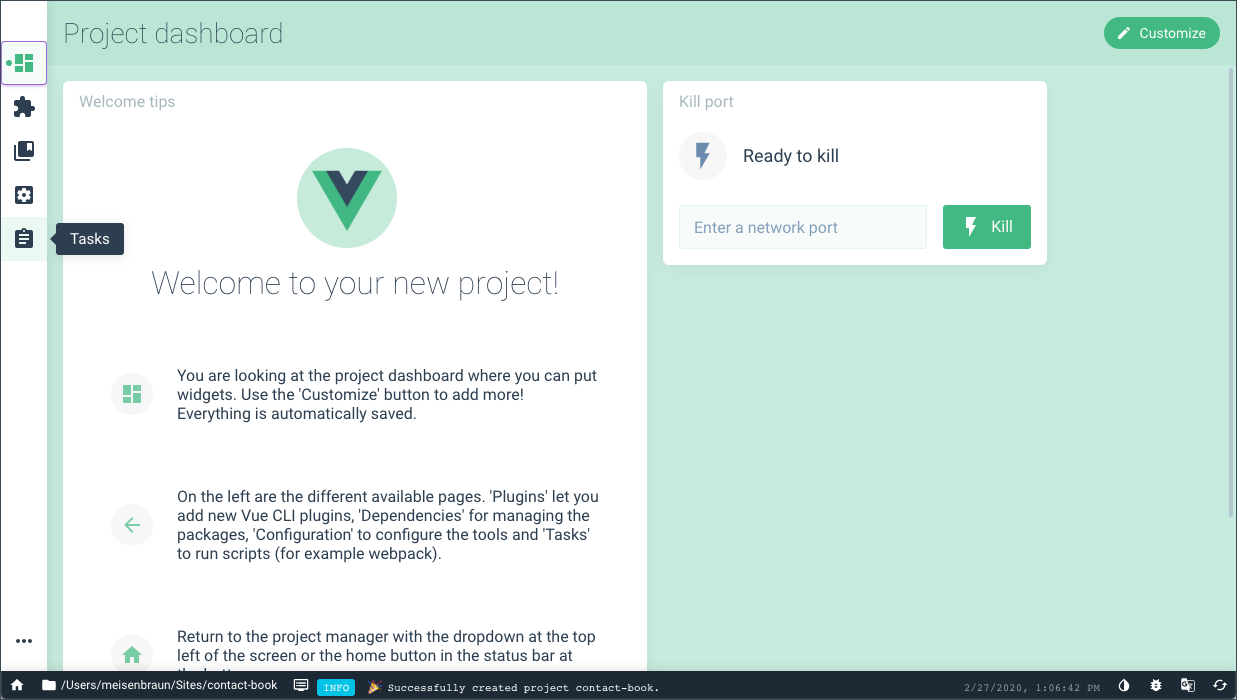 Project dashboard
Customize
Welcome tips
Welcome to your new project!
You are looking at the project dashboard where you can put
widgets. Use the 'Customize' button to add more!
Everything is automatically saved.
On the left are the different available pages. 'Plugins' let you
add new Vue CLI plugins, 'Dependencies' for managing the
packages, 'Configuration' to configure the tools and 'Tasks'
to run scripts (for example webpack).
Return to the project manager with the dropdown at the top
left of the screen or the home button in the status bar at
Kill port
Ready to kill
Enter a network port
Kill
Tasks
/Users/meisenbraun/Sites/contact-book
INFO
Successfully created project contact-book.
2/27/2020, 1:06:42 PM